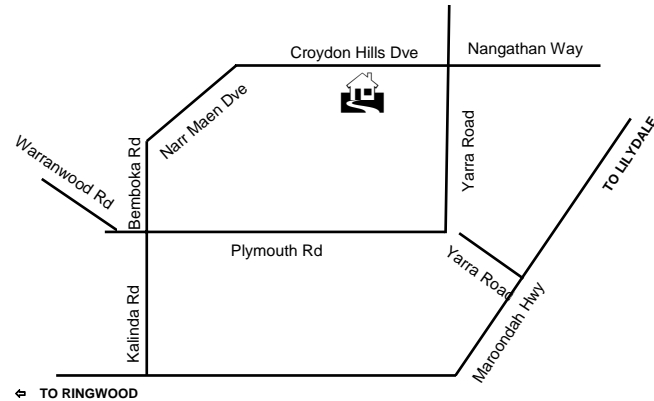 Croydon Hills Dve
Nangathan Way
Narr Maen Dve
Yarra Road
Warranwood Rd
Bemboka Rd
TO LILYDALE
Plymouth Rd
Yarra Road
Kalinda Rd
Maroondah Hwy
⇦ TO RINGWOOD